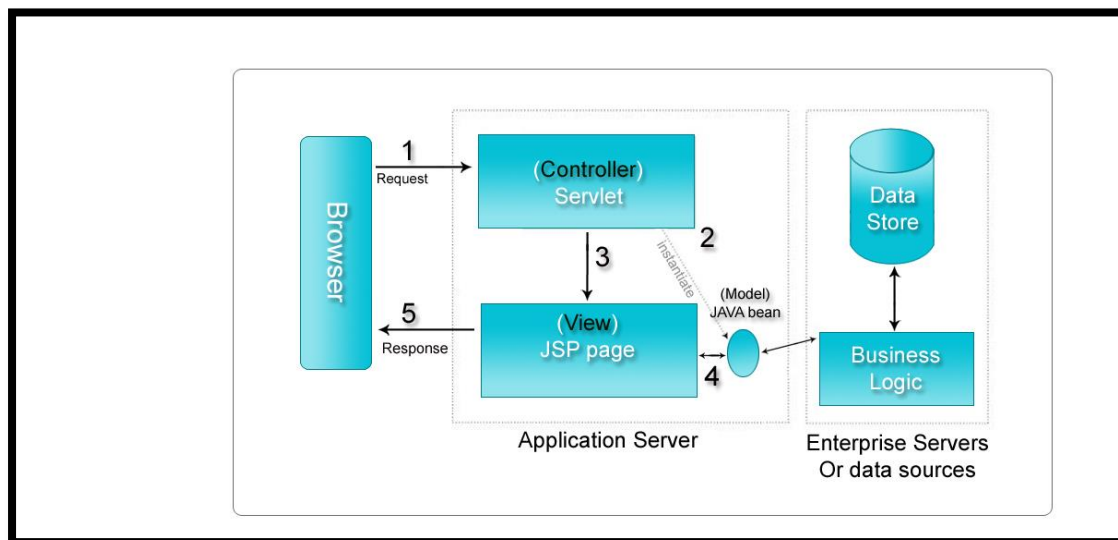 1
Request
Browser
(Controller)
Servlet
2
instantiate
3
(Model)
JAVA bean
5
Response
(View)
JSP page
4
Data
Store
Business
Logic
Application Server
Enterprise Servers
Or data sources